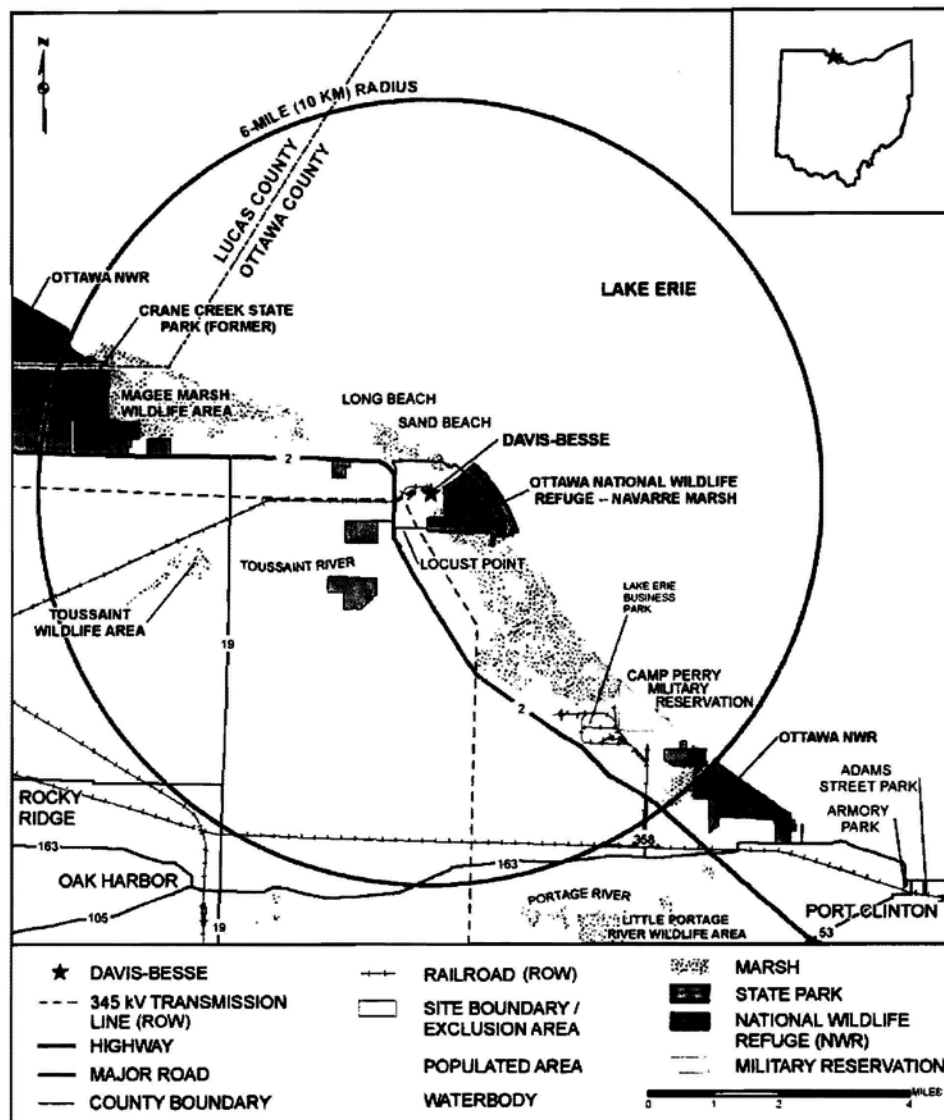 N
6-MILE (10 KM) RADIUS
LUCAS COUNTY
OTTAWA COUNTY
OTTAWA NWR
CRANE CREEK STATE
PARK (FORMER)
LAKE ERIE
MAGEE MARSH
WILDLIFE AREA
LONG BEACH
SAND BEACH
DAVIS-BESSE
2
OTTAWA NATIONAL WILDLIFE
REFUGE -- NAVARRE MARSH
TOUSSAINT RIVER
LOCUST POINT
LAKE ERIE
BUSINESS
PARK
TOUSSAINT
WILDLIFE AREA
19
CAMP PERRY
MILITARY
RESERVATION
2
OTTAWA NWR
ADAMS
STREET PARK
ARMORY
PARK
ROCKY
RIDGE
163
358
163
OAK HARBOR
PORTAGE RIVER
105
19
LITTLE PORTAGE
RIVER WILDLIFE AREA
PORT CLINTON
53
DAVIS-BESSE
345 kV TRANSMISSION
LINE (ROW)
HIGHWAY
MAJOR ROAD
COUNTY BOUNDARY
RAILROAD (ROW)
SITE BOUNDARY /
EXCLUSION AREA
POPULATED AREA
WATERBODY
MARSH
STATE PARK
NATIONAL WILDLIFE
REFUGE (NWR)
MILITARY RESERVATION
MILES
0 1 2 4